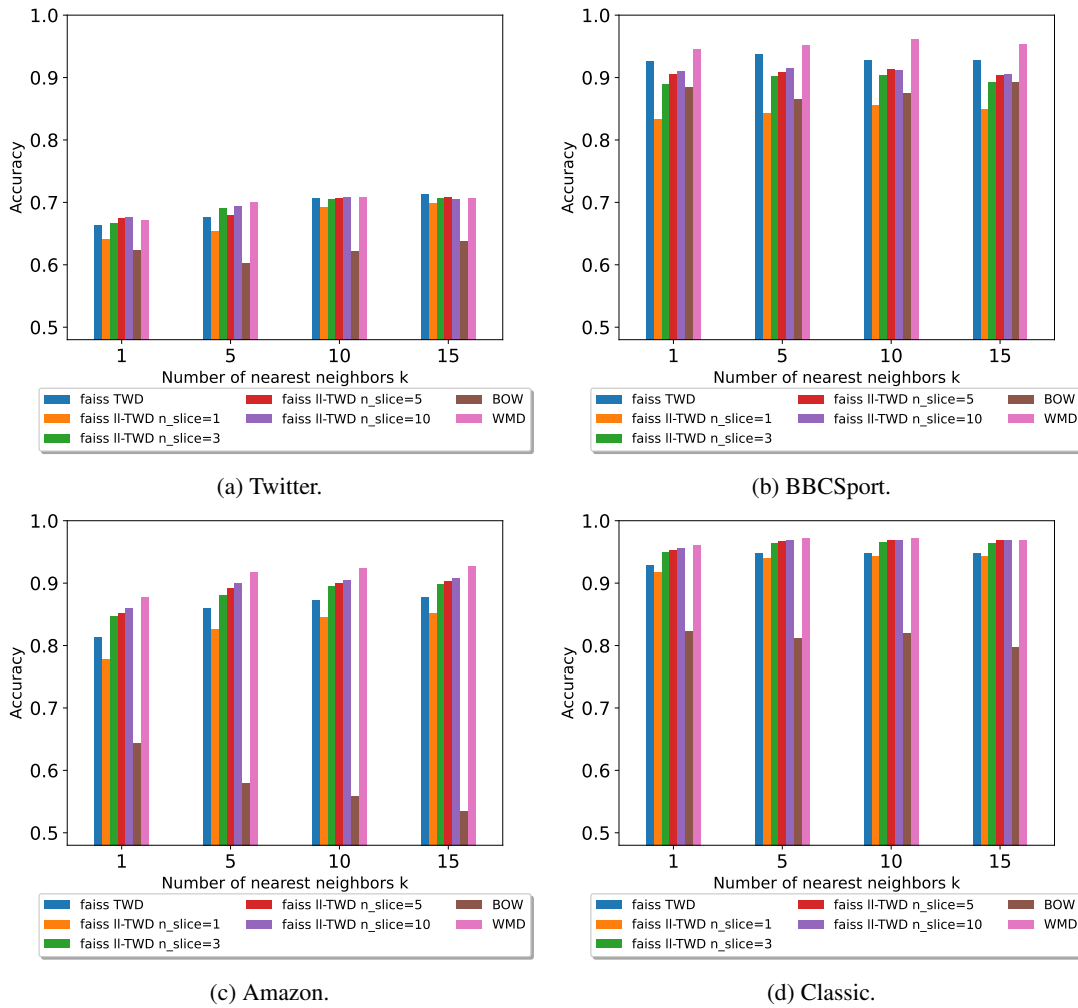 1.0
0.9
0.8
0.7
0.6
0.5
Accuracy
1 5 10 15
Number of nearest neighbors k
faiss TWD faiss ll-TWD n_slice=5 BOW
faiss ll-TWD n_slice=1 faiss ll-TWD n_slice=10 WMD
faiss ll-TWD n_slice=3
(a) Twitter.
1.0
0.9
0.8
0.7
0.6
0.5
Accuracy
1 5 10 15
Number of nearest neighbors k
faiss TWD faiss ll-TWD n_slice=5 BOW
faiss ll-TWD n_slice=1 faiss ll-TWD n_slice=10 WMD
faiss ll-TWD n_slice=3
(b) BBCSport.
1.0
0.9
0.8
0.7
0.6
0.5
Accuracy
1 5 10 15
Number of nearest neighbors k
faiss TWD faiss ll-TWD n_slice=5 BOW
faiss ll-TWD n_slice=1 faiss ll-TWD n_slice=10 WMD
faiss ll-TWD n_slice=3
(c) Amazon.
1.0
0.9
0.8
0.7
0.6
0.5
Accuracy
1 5 10 15
Number of nearest neighbors k
faiss TWD faiss ll-TWD n_slice=5 BOW
faiss ll-TWD n_slice=1 faiss ll-TWD n_slice=10 WMD
faiss ll-TWD n_slice=3
(d) Classic.